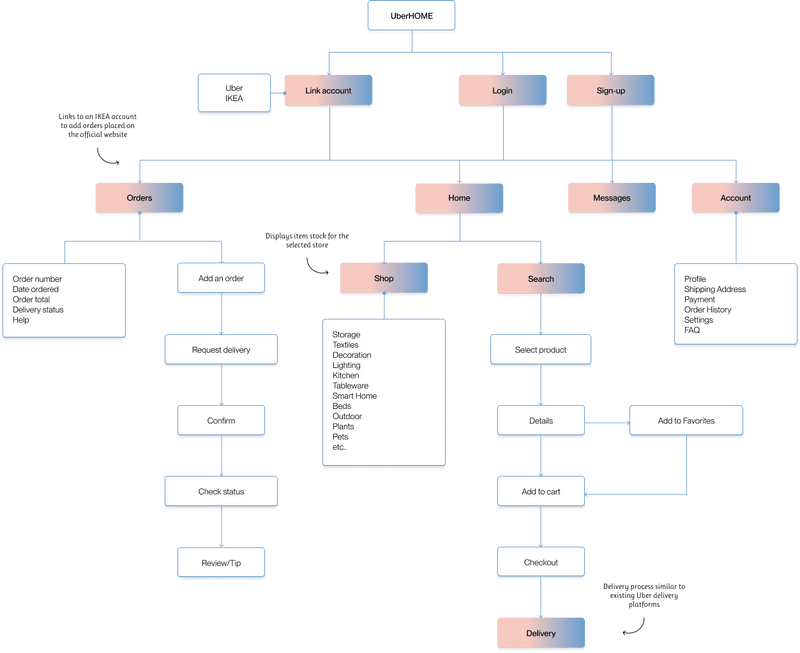 UberHOME
Uber
IKEA
Link account
Login
Sign-up
Links to an IKEA account
to add orders placed on
the official website
Orders
Home
Messages
Account
Displays item stock for the
selected store
Order number
Date ordered
Order total
Delivery status
Help
Add an order
Shop
Search
Profile
Shipping Address
Payment
Order History
Settings
FAQ
Request delivery
Storage
Textiles
Decoration
Lighting
Kitchen
Tableware
Smart Home
Beds
Outdoor
Plants
Pets
etc..
Select product
Confirm
Details
Add to Favorites
Check status
Add to cart
Review/Tip
Checkout
Delivery process similar to
existing Uber delivery
platforms
Delivery